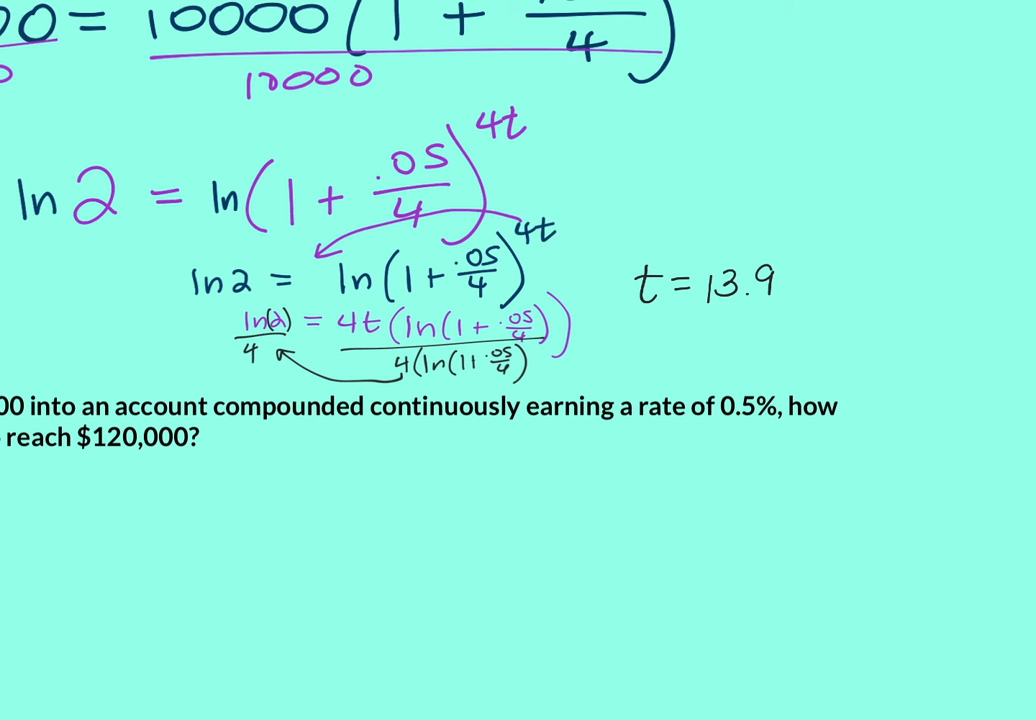 00 = 10000(1 + 4)
0 10000
ln 2 = ln(1 + .05/4)^4t
ln 2 = ln(1 + .05/4)^4t
t = 13.9
ln(2) = 4t(ln(1 + .05/4))
4 4(ln(1+.05/4)
00 into an account compounded continuously earning a rate of 0.5%, how
reach $120,000?